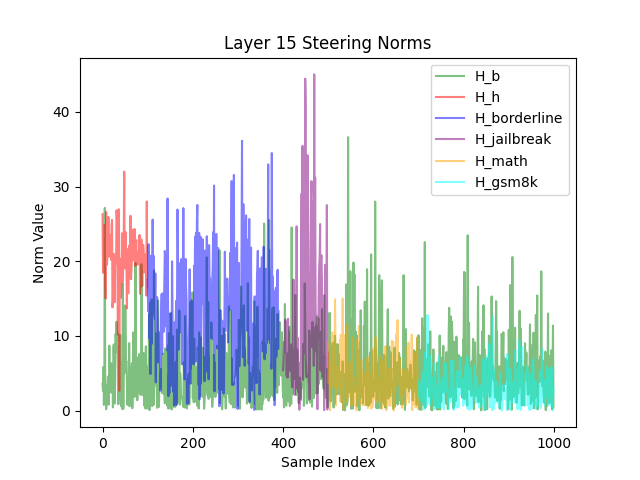 Layer 15 Steering Norms
H_b
H_h
H_borderline
H_jailbreak
H_math
H_gsm8k
Norm Value
40
30
20
10
0
0
200
400
600
800
1000
Sample Index